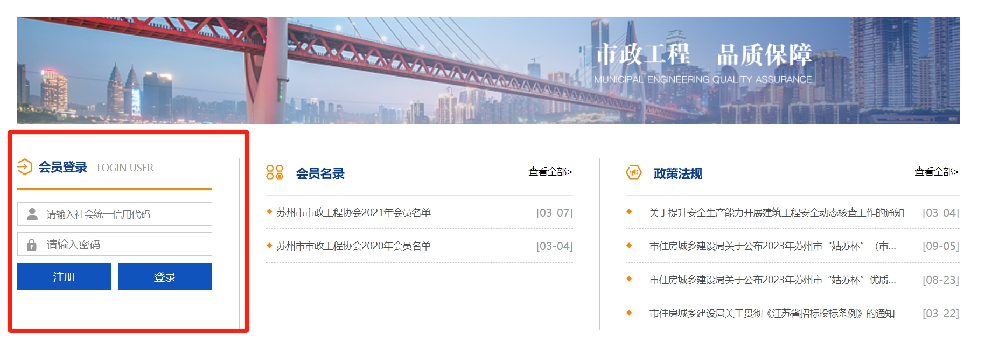 市政工程 品质保障
MUNICIPAL ENGINEERING QUALITY ASSURANCE
会员登录 LOGIN USER
请输入社会统一信用代码
请输入密码
注册 登录
会员名录 查看全部>
苏州市市政工程协会2021年会员名单 [03-07]
苏州市市政工程协会2020年会员名单 [03-04]
政策法规 查看全部>
关于提升安全生产能力开展建筑工程安全动态核查工作的通知 [03-04]
市住房城乡建设局关于公布2023年苏州市“姑苏杯”（市... [09-05]
市住房城乡建设局关于公布2023年苏州市“姑苏杯”优质... [08-23]
市住房城乡建设局关于贯彻《江苏省招标投标条例》的通知 [03-22]